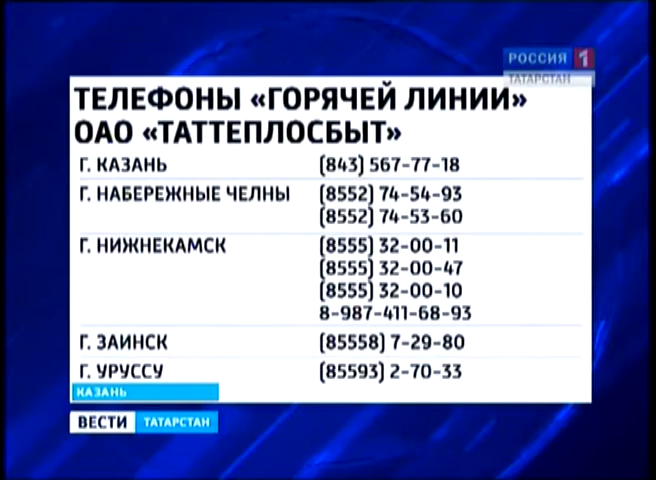 РОССИЯ 1
ТАТАРСТАН
ТЕЛЕФОНЫ «ГОРЯЧЕЙ ЛИНИИ»
ОАО «ТАТТЕПЛОСБЫТ»
Г. КАЗАНЬ (843) 567-77-18
Г. НАБЕРЕЖНЫЕ ЧЕЛНЫ (8552) 74-54-93
(8552) 74-53-60
Г. НИЖНЕКАМСК (8555) 32-00-11
(8555) 32-00-47
(8555) 32-00-10
8-987-411-68-93
Г. ЗАИНСК (85558) 7-29-80
Г. УРУССУ (85593) 2-70-33
КАЗАНЬ
ВЕСТИ ТАТАРСТАН